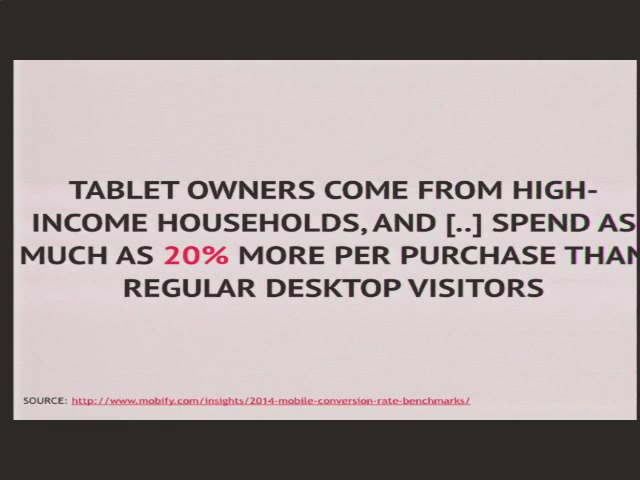 TABLET OWNERS COME FROM HIGH-
INCOME HOUSEHOLDS, AND [..] SPEND AS
MUCH AS 20% MORE PER PURCHASE THAN
REGULAR DESKTOP VISITORS
SOURCE: http://www.mobify.com/insights/2014-mobile-conversion-rate-benchmarks/